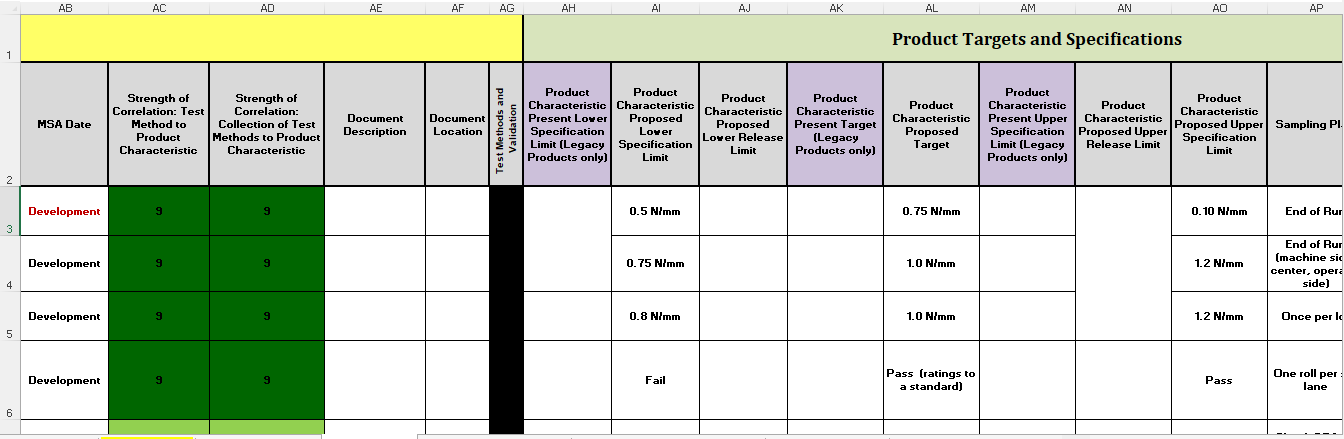 AB AC AD AE AF AG AH AI AJ AK AL AM AN AO AP
1 Product Targets and Specifications
2
MSA Date
Strength of
Correlation: Test
Method to
Product
Characteristic
Strength of
Correlation:
Collection of Test
Methods to Product
Characteristic
Document
Description
Document
Location
Test Methods and
Validation
Product
Characteristic
Present Lower
Specification
Limit (Legacy
Products only)
Product
Characteristic
Proposed
Lower
Specification
Limit
Product
Characteristic
Proposed
Lower Release
Limit
Product
Characteristic
Present Target
(Legacy
Products only)
Product
Characteristic
Proposed
Target
Product
Characteristic
Present Upper
Specification
Limit (Legacy
Products only)
Product
Characteristic
Proposed Upper
Release Limit
Product
Characteristic
Proposed Upper
Specification
Limit
Sampling Pl
3 Development 9 9 0.5 N/mm 0.75 N/mm 0.10 N/mm End of Rur
4 Development 9 9 0.75 N/mm 1.0 N/mm 1.2 N/mm
End of Rur
(machine sid
center, opera
side)
5 Development 9 9 0.8 N/mm 1.0 N/mm 1.2 N/mm Once per lo
6 Development 9 9 Fail
Pass (ratings to
a standard)
Pass
One roll per
lane